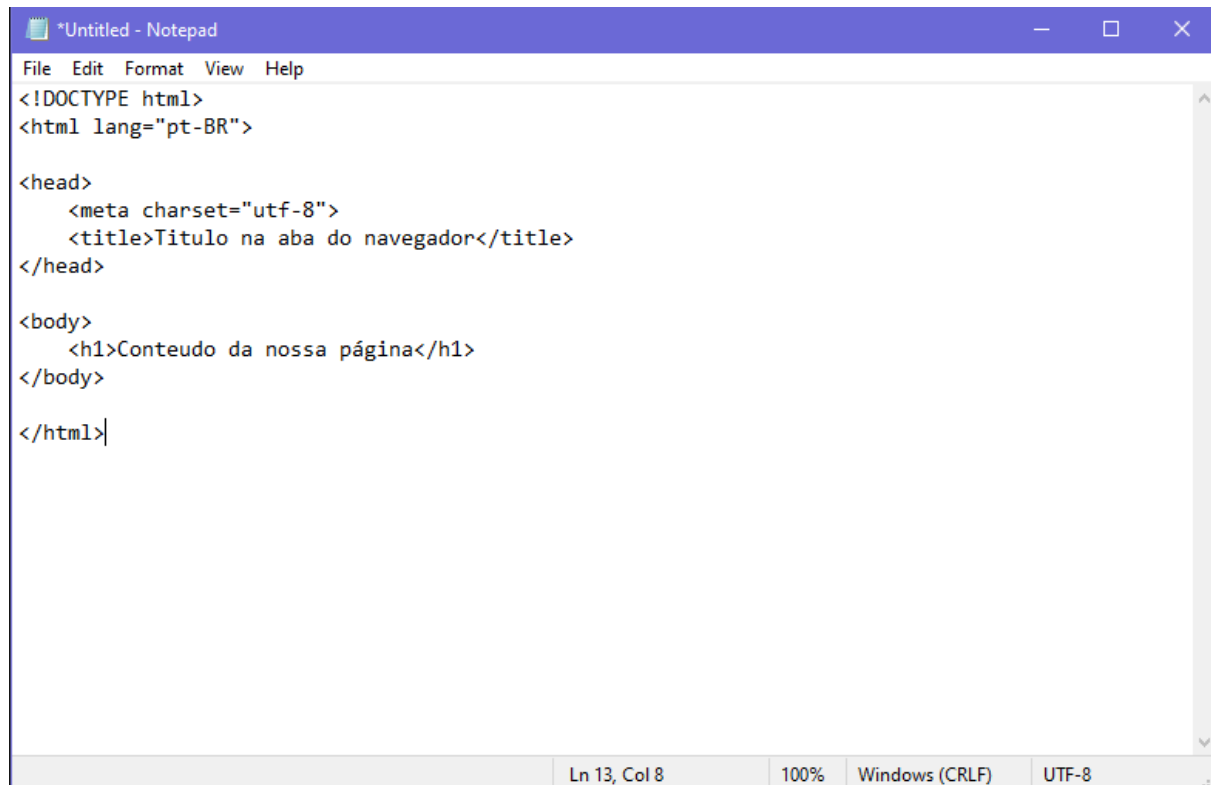 *Untitled - Notepad
File Edit Format View Help
<!DOCTYPE html>
<html lang="pt-BR">
<head>
    <meta charset="utf-8">
    <title>Titulo na aba do navegador</title>
</head>
<body>
    <h1>Conteudo da nossa página</h1>
</body>
</html>
Ln 13, Col 8 100% Windows (CRLF) UTF-8